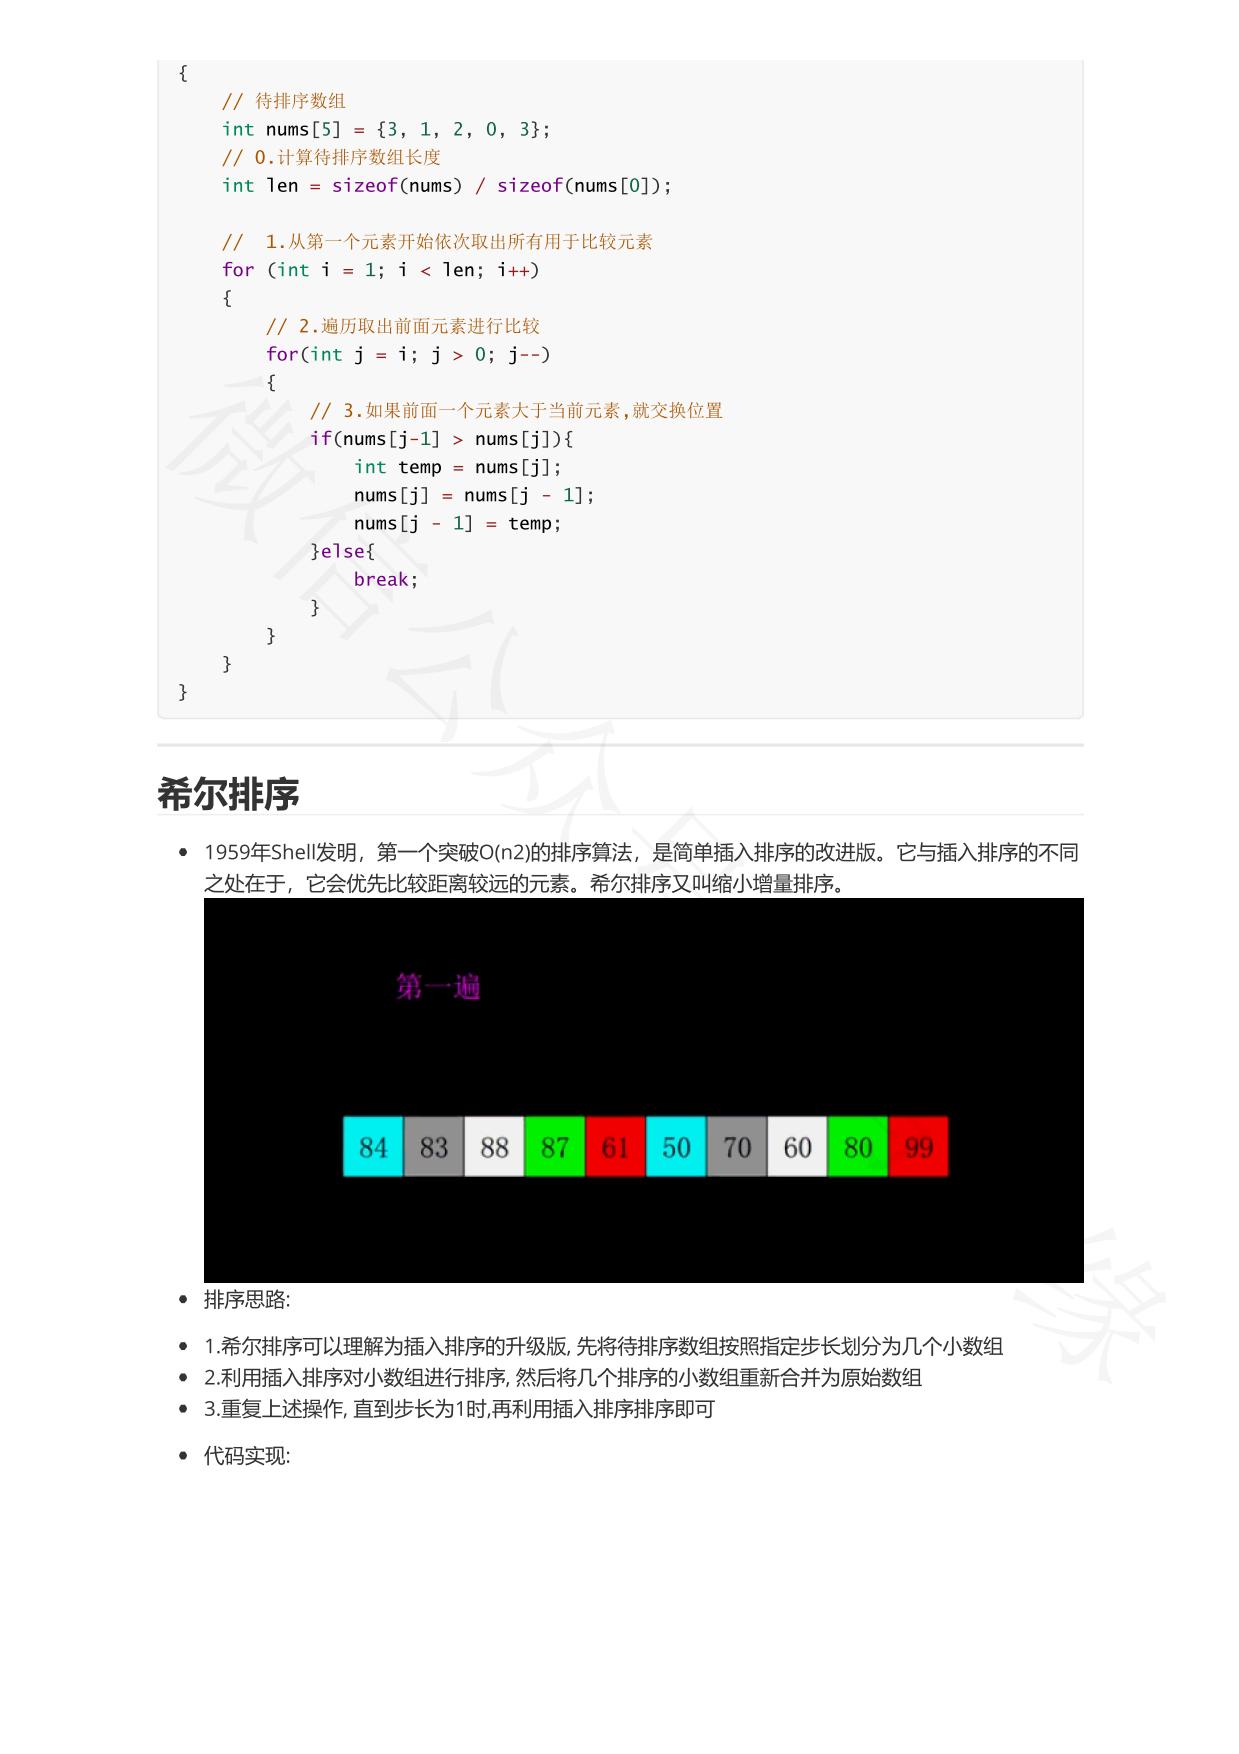 {
    // 待排序数组
    int nums[5] = {3, 1, 2, 0, 3};
    // 0.计算待排序数组长度
    int len = sizeof(nums) / sizeof(nums[0]);
    //  1.从第一个元素开始依次取出所有用于比较元素
    for (int i = 1; i < len; i++)
    {
        // 2.遍历取出前面元素进行比较
        for(int j = i; j > 0; j--)
        {
            // 3.如果前面一个元素大于当前元素,就交换位置
            if(nums[j-1] > nums[j]){
                int temp = nums[j];
                nums[j] = nums[j - 1];
                nums[j - 1] = temp;
            }else{
                break;
            }
        }
    }
}
希尔排序
• 1959年Shell发明，第一个突破O(n2)的排序算法，是简单插入排序的改进版。它与插入排序的不同
之处在于，它会优先比较距离较远的元素。希尔排序又叫缩小增量排序。
第一遍
84 83 88 87 61 50 70 60 80 99
• 排序思路:
• 1.希尔排序可以理解为插入排序的升级版, 先将待排序数组按照指定步长划分为几个小数组
• 2.利用插入排序对小数组进行排序, 然后将几个排序的小数组重新合并为原始数组
• 3.重复上述操作, 直到步长为1时,再利用插入排序排序即可
• 代码实现:
微信公众
缘